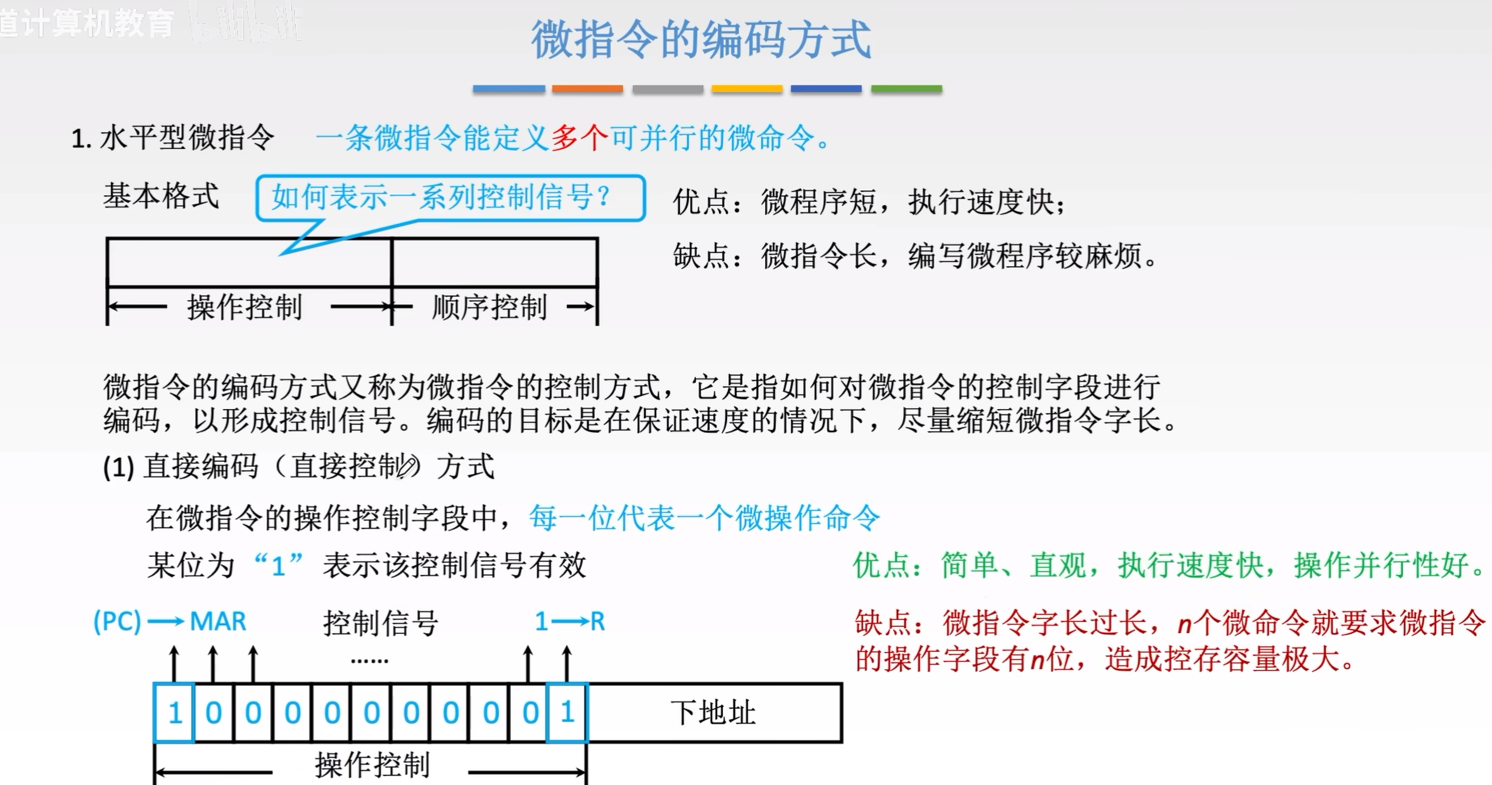 道计算机教育 bilibili
微指令的编码方式
1. 水平型微指令 一条微指令能定义多个可并行的微命令。
基本格式 如何表示一系列控制信号？
优点：微程序短，执行速度快；
缺点：微指令长，编写微程序较麻烦。
操作控制 顺序控制
微指令的编码方式又称为微指令的控制方式，它是指如何对微指令的控制字段进行
编码，以形成控制信号。编码的目标是在保证速度的情况下，尽量缩短微指令字长。
(1) 直接编码（直接控制）方式
在微指令的操作控制字段中，每一位代表一个微操作命令
某位为“1”表示该控制信号有效
优点：简单、直观，执行速度快，操作并行性好。
缺点：微指令字长过长，n个微命令就要求微指令
的操作字段有n位，造成控存容量极大。
(PC) → MAR 控制信号 1 → R
……
1 0 0 0 0 0 0 0 0 0 1 下地址
操作控制